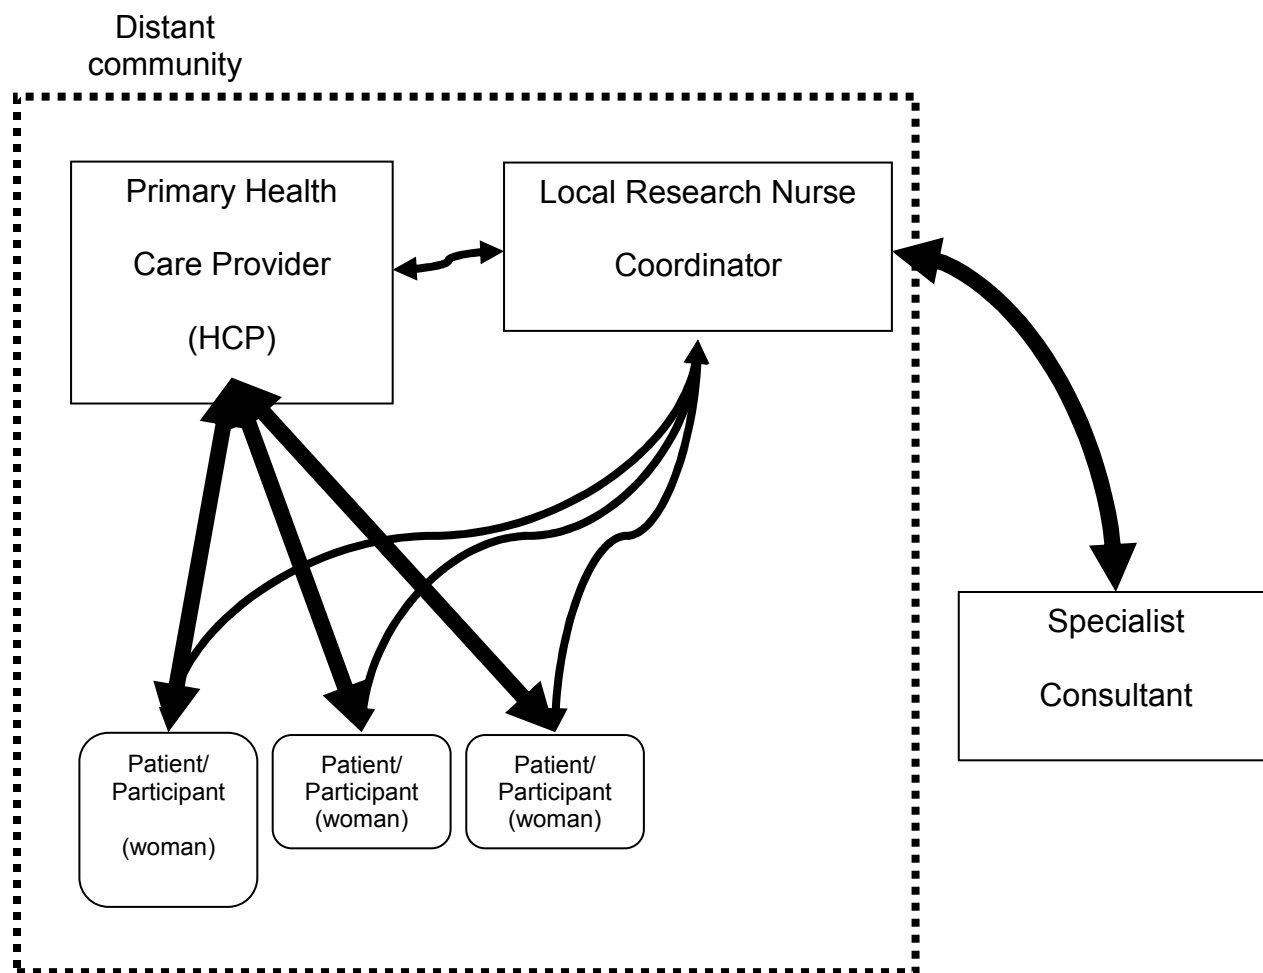 Distant
community
Primary Health
Care Provider
(HCP)
Local Research Nurse
Coordinator
Specialist
Consultant
Patient/
Participant
(woman)
Patient/
Participant
(woman)
Patient/
Participant
(woman)